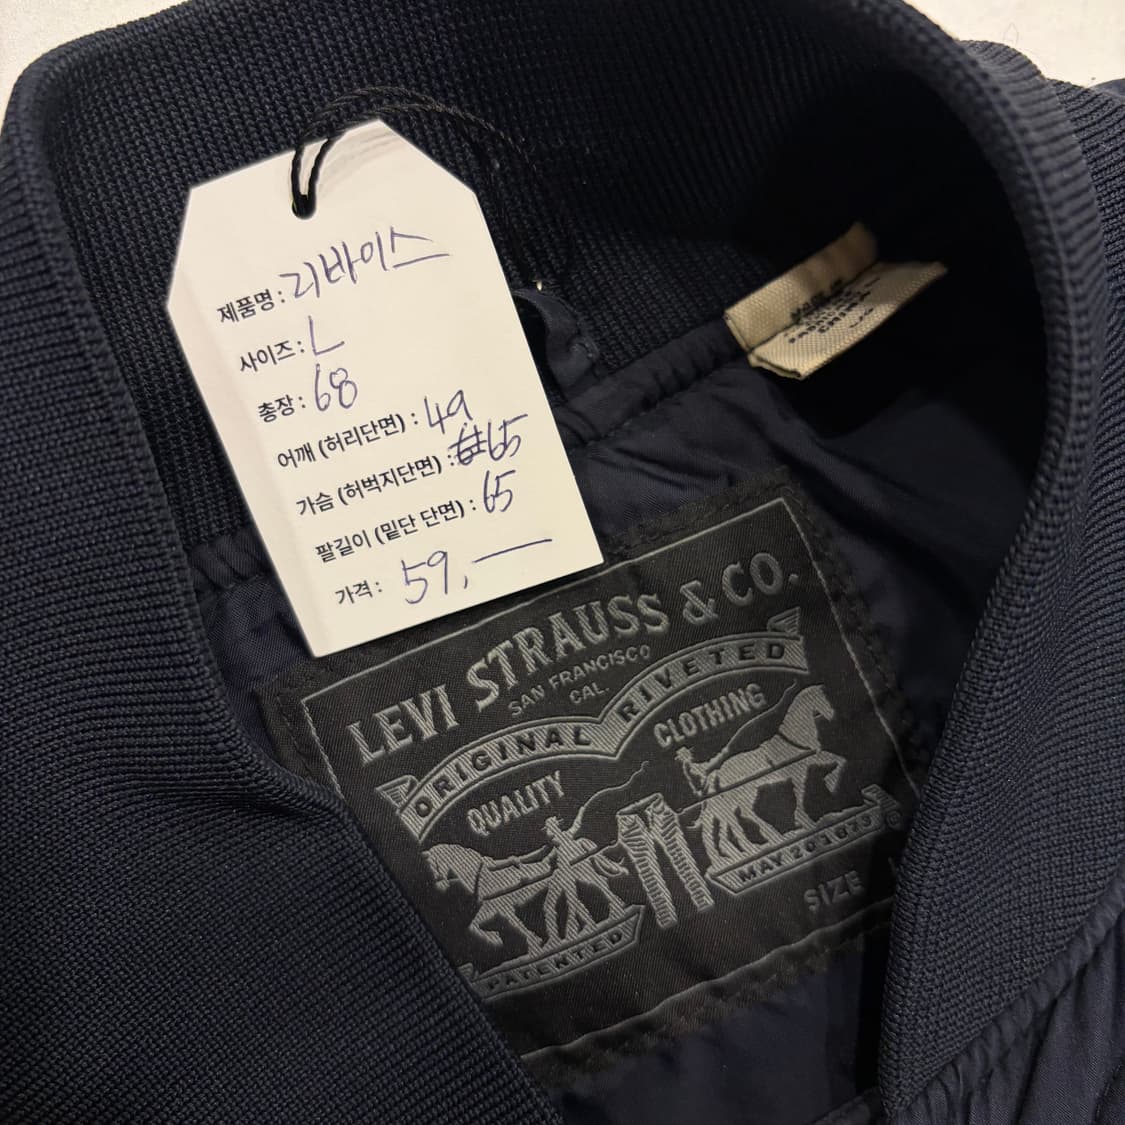 제품명 : 리바이스
사이즈 : L
총장 : 68
어깨 (허리단면) : 49
가슴 (허벅지단면) : 65
팔길이 (밑단 단면) : 65
가격 : 59,—
LEVI STRAUSS & CO.
SAN FRANCISCO
CAL.
ORIGINAL RIVETED
QUALITY CLOTHING
MAY 20 1873
PATENTED
SIZE